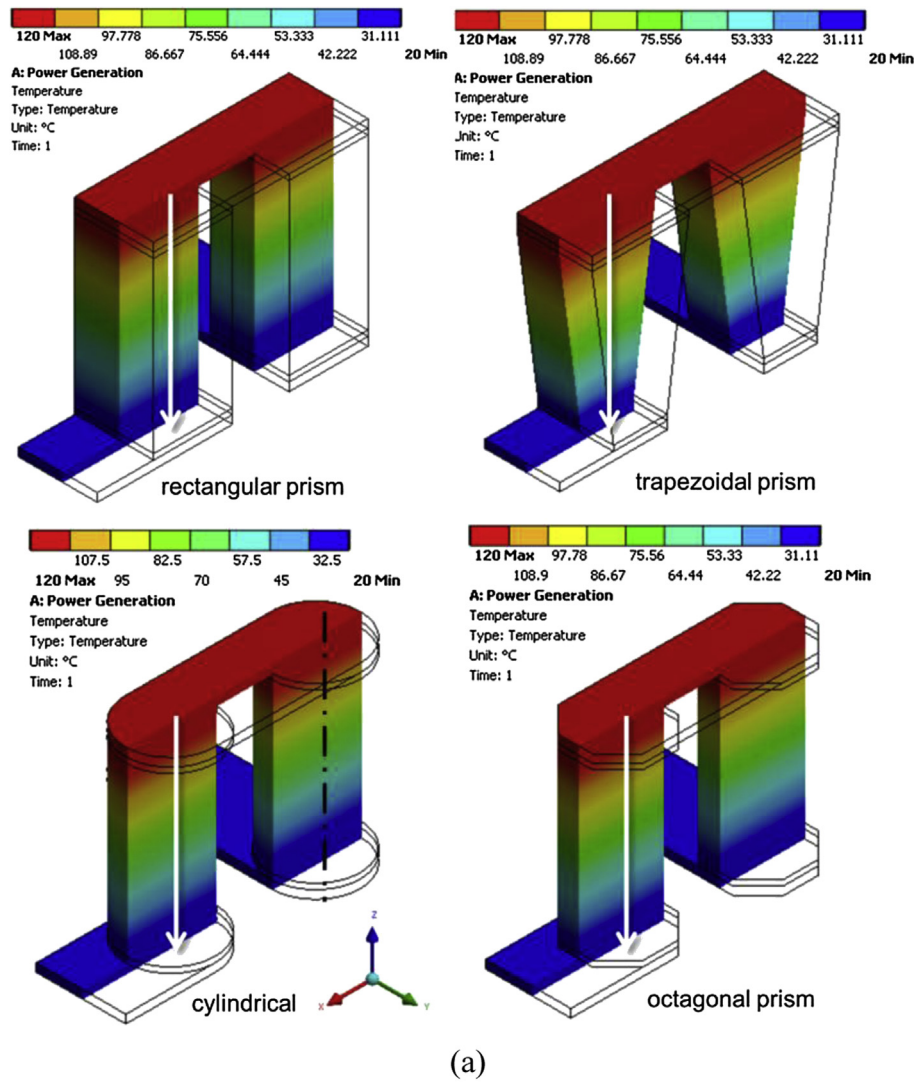 120 Max 97.778 75.556 53.333 31.111
108.89 86.667 64.444 42.222 20 Min
A: Power Generation
Temperature
Type: Temperature
Unit: °C
Time: 1
rectangular prism
120 Max 97.778 75.556 53.333 31.111
108.89 86.667 64.444 42.222 20 Min
A: Power Generation
Temperature
Type: Temperature
Jnit: °C
Time: 1
trapezoidal prism
107.5 82.5 57.5 32.5
120 Max 95 70 45 20 Min
A: Power Generation
Temperature
Type: Temperature
Unit: °C
Time: 1
Z
X
Y
cylindrical
120 Max 97.78 75.56 53.33 31.11
108.9 86.67 64.44 42.22 20 Min
A: Power Generation
Temperature
Type: Temperature
Unit: °C
Time: 1
octagonal prism
(a)